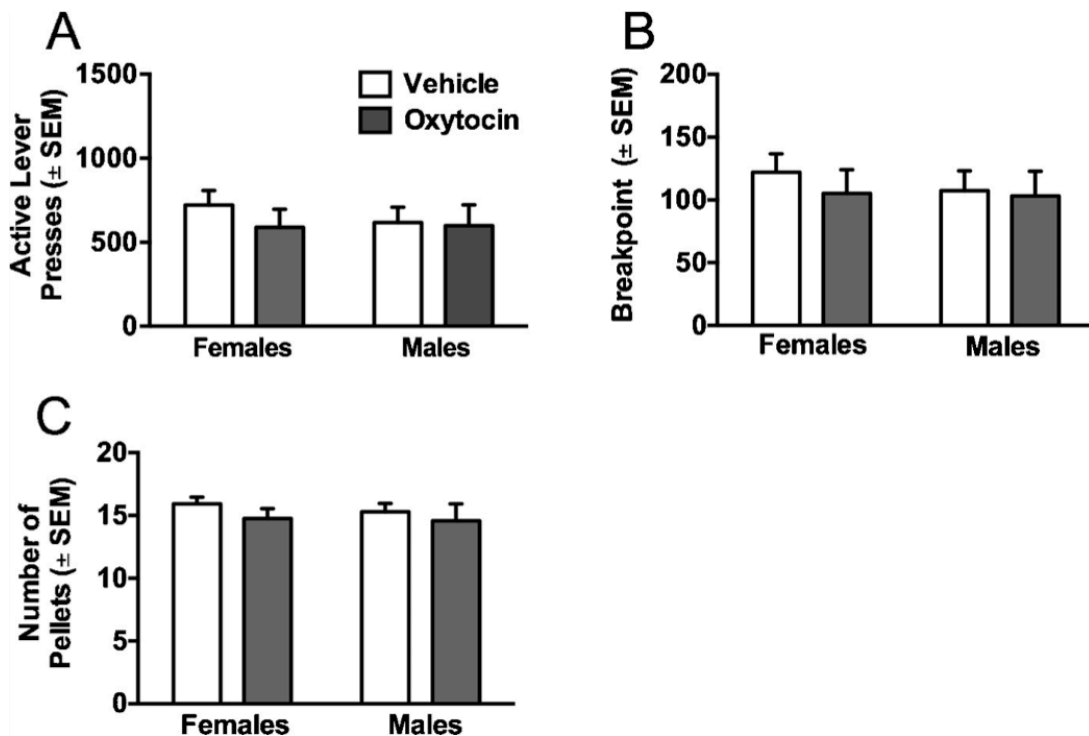 A
Active Lever
Presses (± SEM)
1500
1000
500
0
Vehicle
Oxytocin
Females
Males
B
Breakpoint (± SEM)
200
150
100
50
0
Females
Males
C
Number of
Pellets (± SEM)
20
15
10
5
0
Females
Males